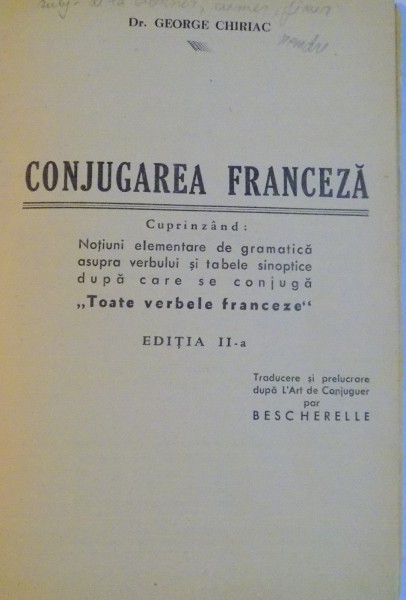 Dr. GEORGE CHIRIAC
CONJUGAREA FRANCEZĂ
Cuprinzând:
Noțiuni elementare de gramatică
asupra verbului și tabele sinoptice
după care se conjugă
„Toate verbele franceze“
EDIȚIA II-a
Traducere și prelucrare
după L'Art de Conjuguer
par
BESCHERELLE